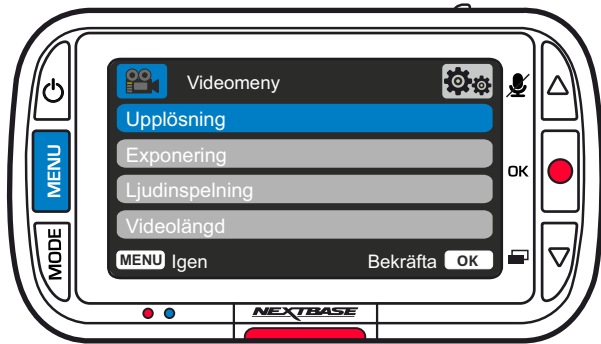 Videomeny
Upplösning
Exponering
Ljudinspelning
Videolängd
MENU Igen
Bekräfta OK
MENU
MODE
OK
NEXTBASE